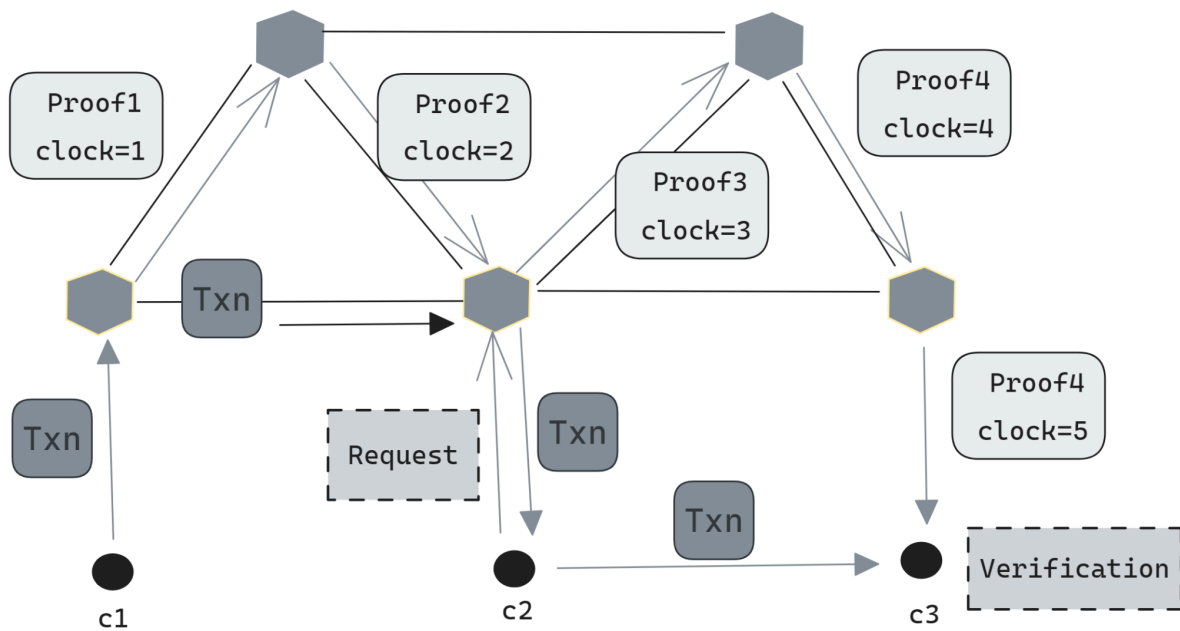 Proof1
clock=1
Proof2
clock=2
Proof3
clock=3
Proof4
clock=4
Txn
Txn
Request
Txn
Txn
Proof4
clock=5
Verification
c1
c2
c3